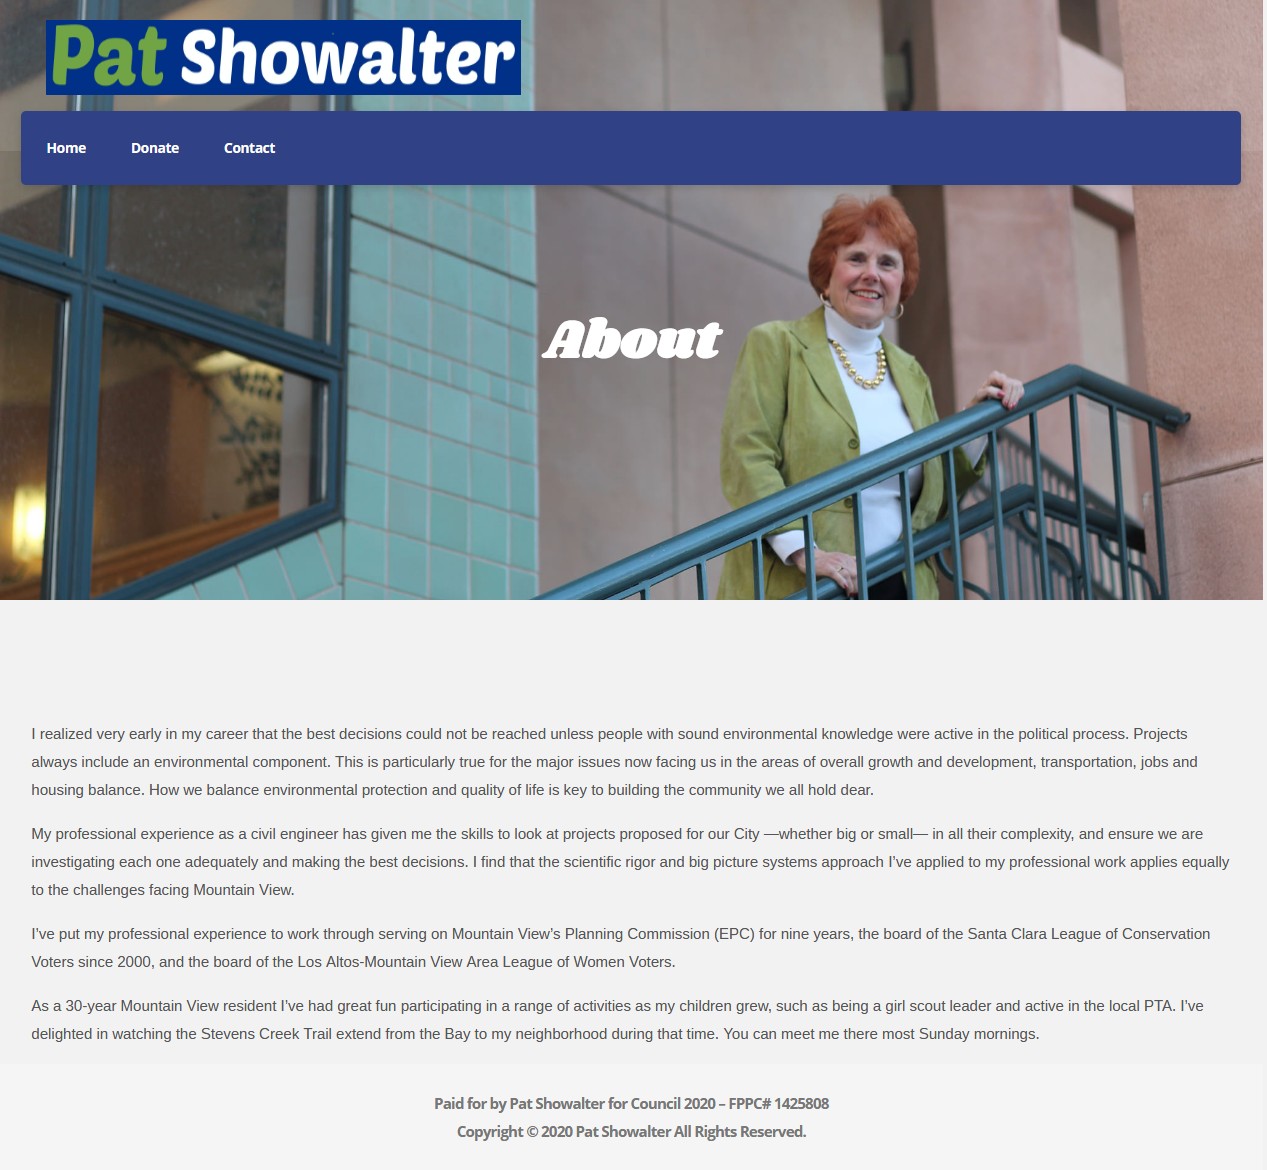 Pat Showalter
Home Donate Contact
About
I realized very early in my career that the best decisions could not be reached unless people with sound environmental knowledge were active in the political process. Projects
always include an environmental component. This is particularly true for the major issues now facing us in the areas of overall growth and development, transportation, jobs and
housing balance. How we balance environmental protection and quality of life is key to building the community we all hold dear.
My professional experience as a civil engineer has given me the skills to look at projects proposed for our City —whether big or small— in all their complexity, and ensure we are
investigating each one adequately and making the best decisions. I find that the scientific rigor and big picture systems approach I’ve applied to my professional work applies equally
to the challenges facing Mountain View.
I’ve put my professional experience to work through serving on Mountain View’s Planning Commission (EPC) for nine years, the board of the Santa Clara League of Conservation
Voters since 2000, and the board of the Los Altos-Mountain View Area League of Women Voters.
As a 30-year Mountain View resident I’ve had great fun participating in a range of activities as my children grew, such as being a girl scout leader and active in the local PTA. I’ve
delighted in watching the Stevens Creek Trail extend from the Bay to my neighborhood during that time. You can meet me there most Sunday mornings.
Paid for by Pat Showalter for Council 2020 – FPPC# 1425808
Copyright © 2020 Pat Showalter All Rights Reserved.